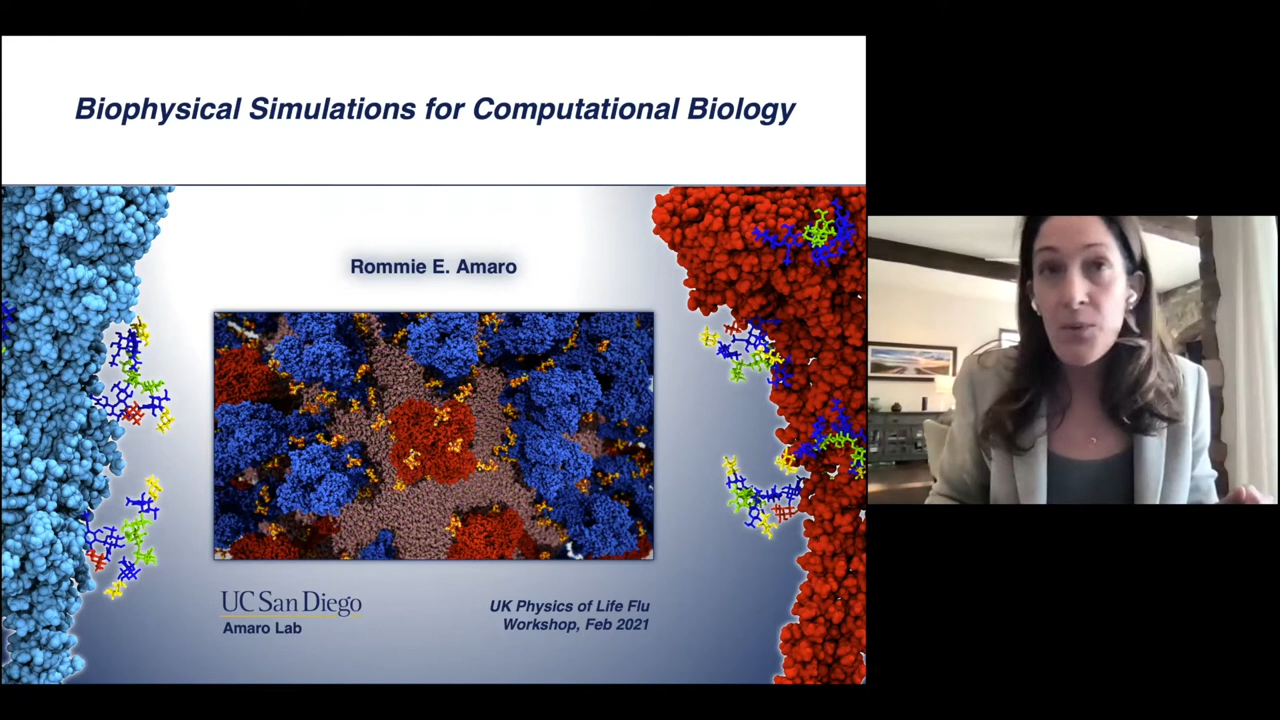 Biophysical Simulations for Computational Biology
Rommie E. Amaro
UC San Diego
Amaro Lab
UK Physics of Life Flu
Workshop, Feb 2021